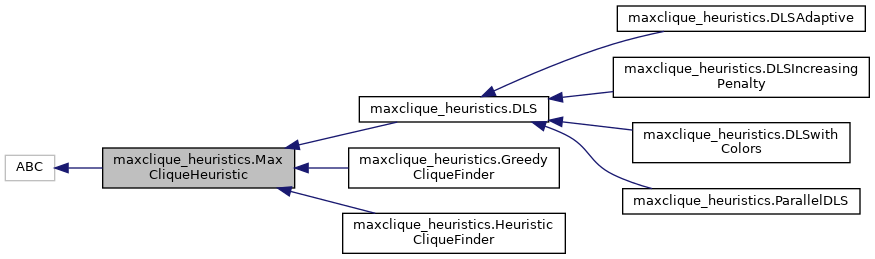 ABC
maxclique_heuristics.Max
CliqueHeuristic
maxclique_heuristics.DLS
maxclique_heuristics.Greedy
CliqueFinder
maxclique_heuristics.Heuristic
CliqueFinder
maxclique_heuristics.DLSAdaptive
maxclique_heuristics.DLSIncreasing
Penalty
maxclique_heuristics.DLSwith
Colors
maxclique_heuristics.ParallelDLS